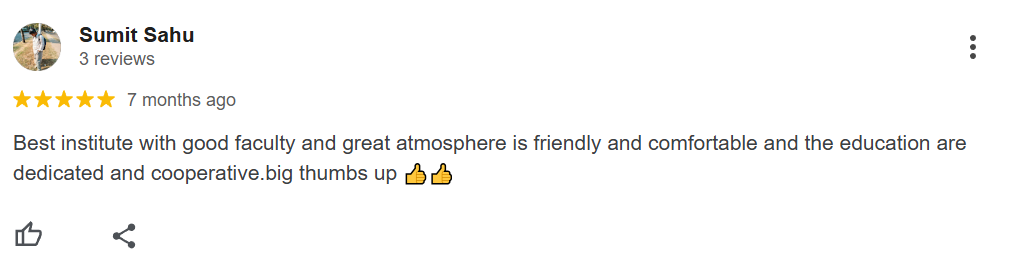 Sumit Sahu
3 reviews
7 months ago
Best institute with good faculty and great atmosphere is friendly and comfortable and the education are
dedicated and cooperative.big thumbs up 👍👍